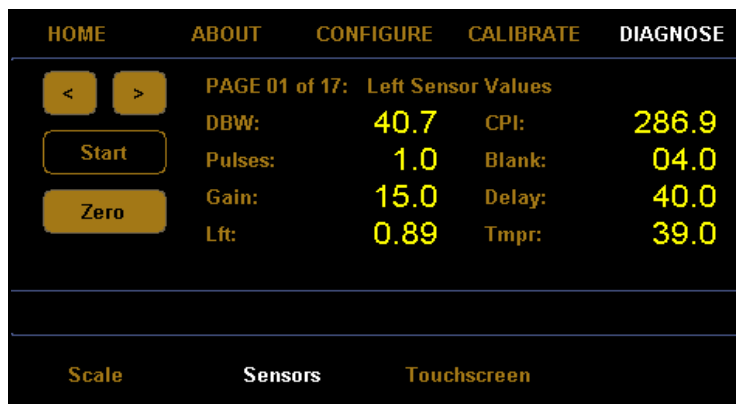 HOME ABOUT CONFIGURE CALIBRATE DIAGNOSE
< > PAGE 01 of 17: Left Sensor Values
DBW: 40.7 CPI: 286.9
Start Pulses: 1.0 Blank: 04.0
Zero Gain: 15.0 Delay: 40.0
Lft: 0.89 Tmpr: 39.0
Scale Sensors Touchscreen